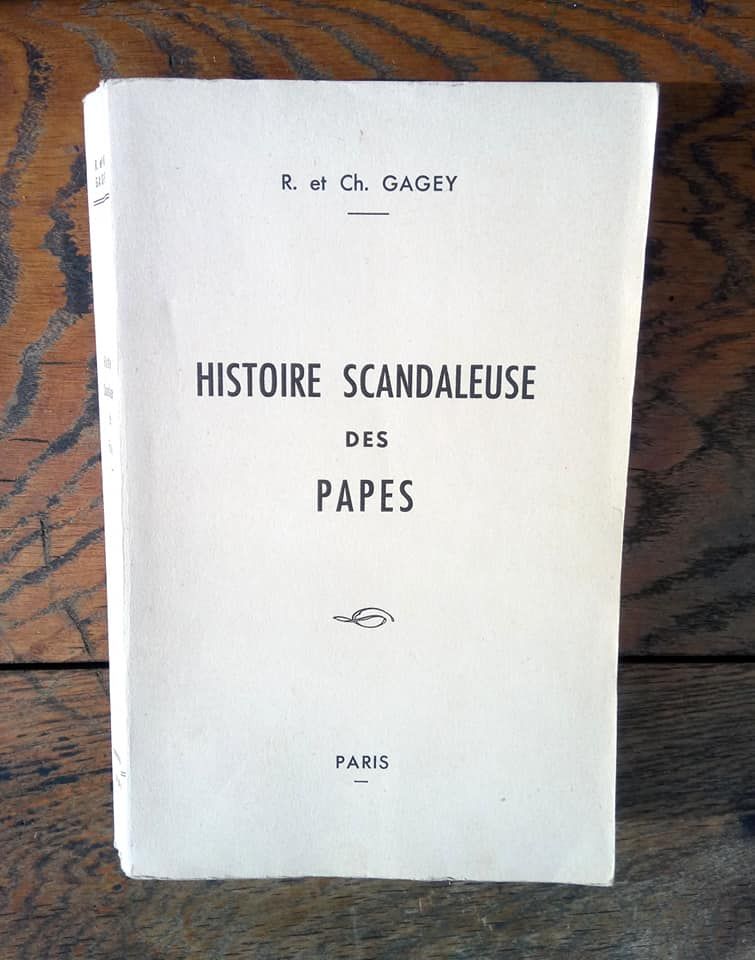 R. et Ch. GAGEY
HISTOIRE SCANDALEUSE
DES
PAPES
PARIS